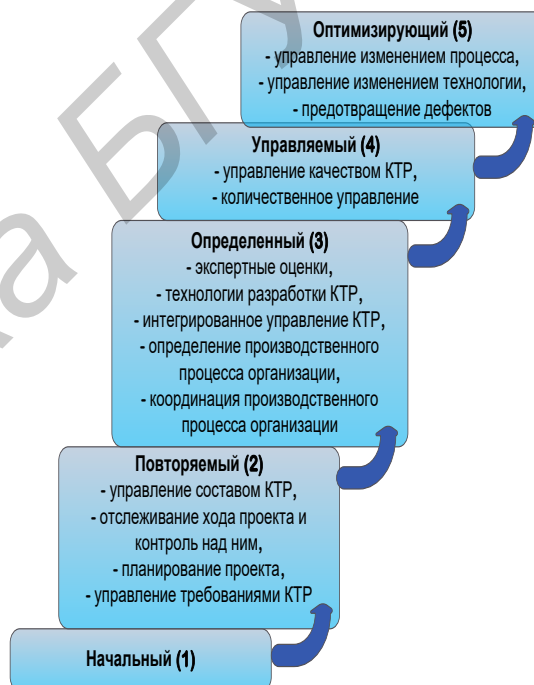 Оптимизирующий (5)
- управление изменением процесса,
- управление изменением технологии,
- предотвращение дефектов
Управляемый (4)
- управление качеством КТР,
- количественное управление
Определенный (3)
- экспертные оценки,
- технологии разработки КТР,
- интегрированное управление КТР,
- определение производственного
процесса организации,
- координация производственного
процесса организации
Повторяемый (2)
- управление составом КТР,
- отслеживание хода проекта и
контроль над ним,
- планирование проекта,
- управление требованиями КТР
Начальный (1)